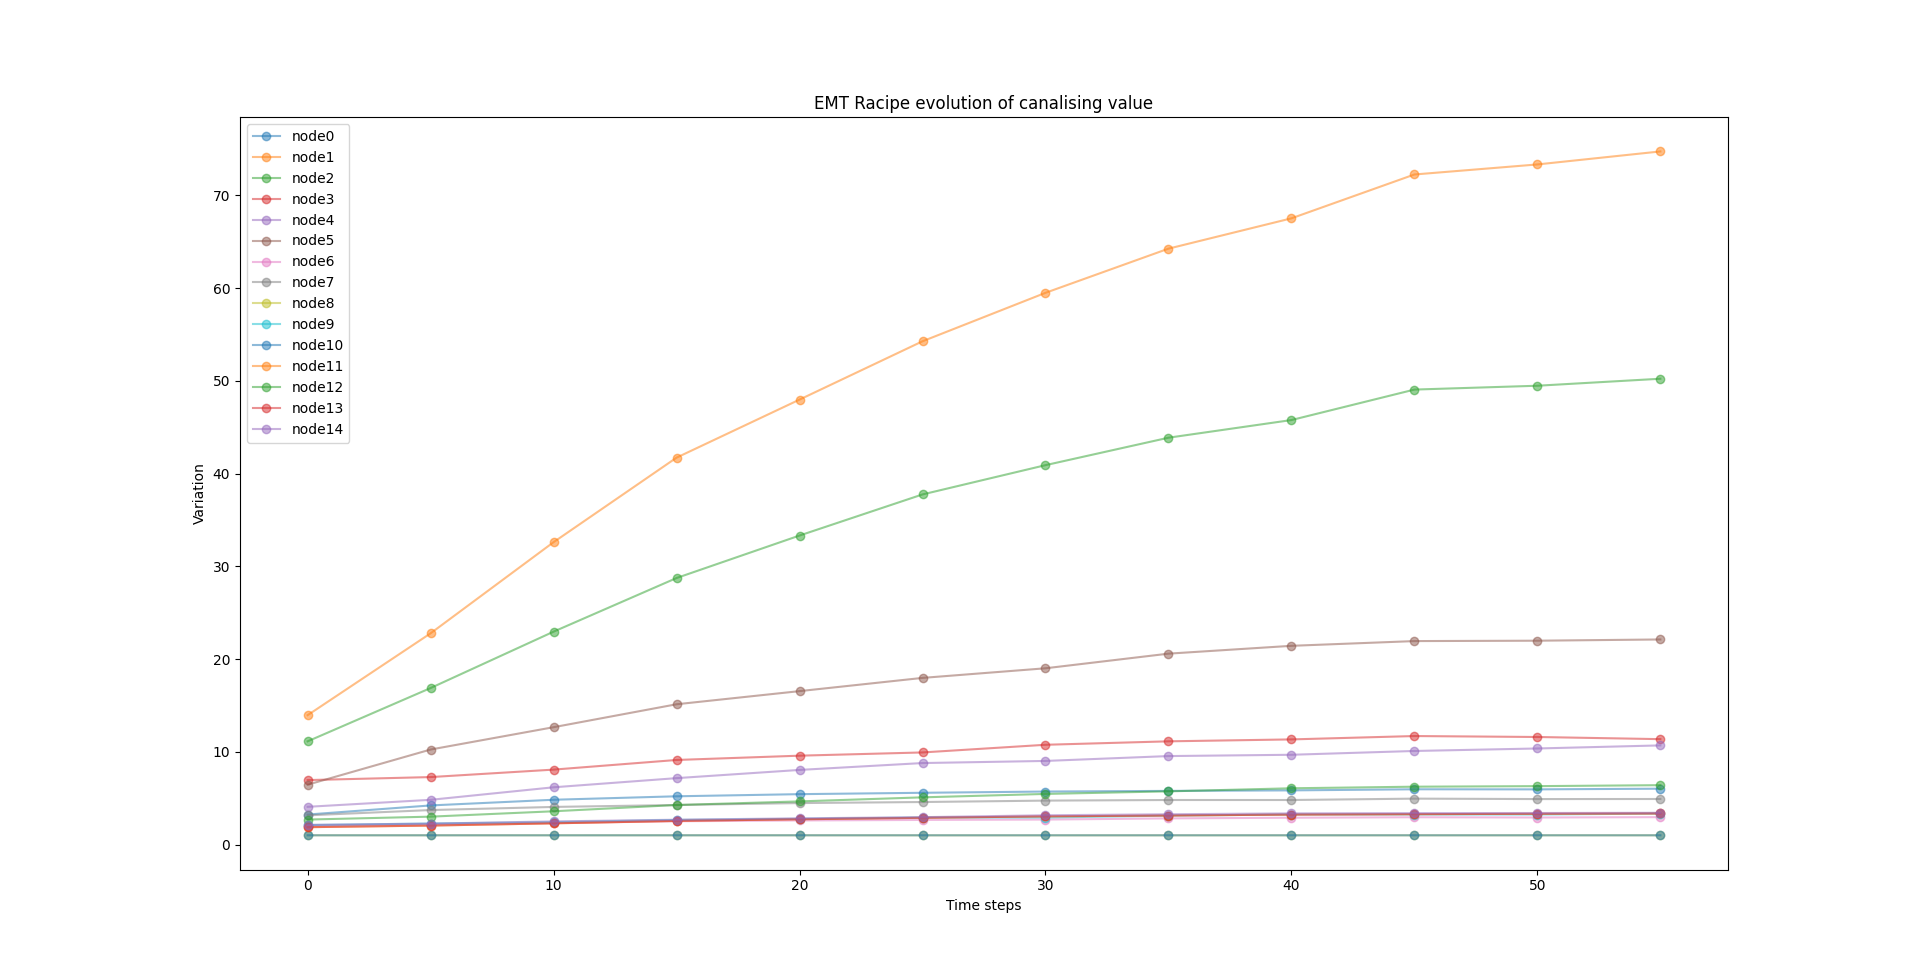 EMT Racipe evolution of canalising value
node0
node1
node2
node3
node4
node5
node6
node7
node8
node9
node10
node11
node12
node13
node14
Variation
70
60
50
40
30
20
10
0
0 10 20 30 40 50
Time steps